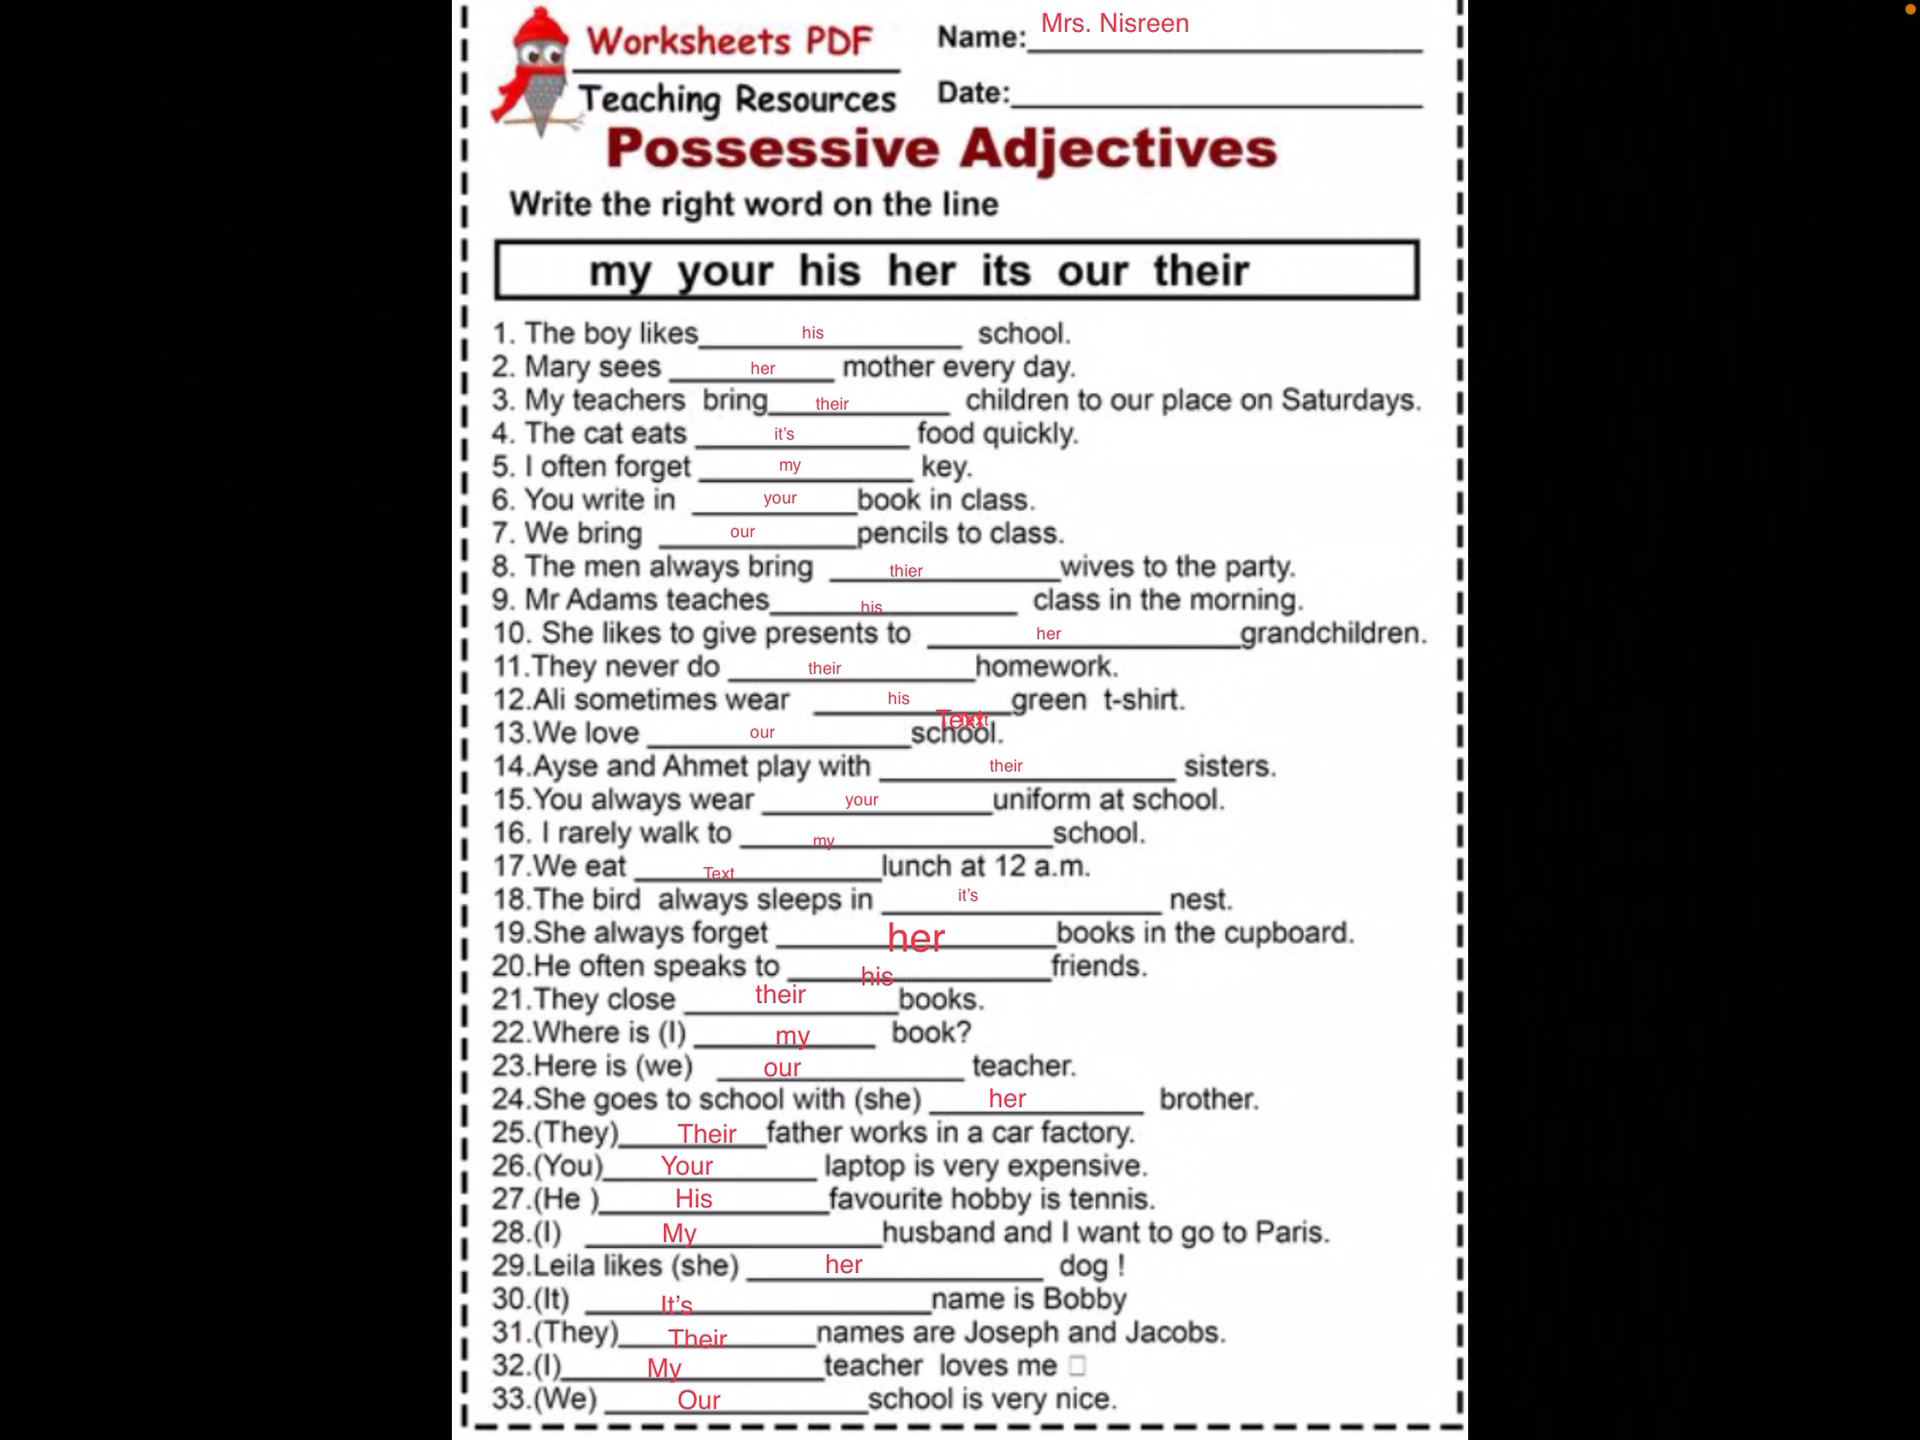 Worksheets PDF
Teaching Resources
Name: Mrs. Nisreen
Date:
Possessive Adjectives
Write the right word on the line
my your his her its our their
1. The boy likes his school.
2. Mary sees her mother every day.
3. My teachers bring their children to our place on Saturdays.
4. The cat eats it's food quickly.
5. I often forget my key.
6. You write in your book in class.
7. We bring our pencils to class.
8. The men always bring thier wives to the party.
9. Mr Adams teaches his class in the morning.
10. She likes to give presents to her grandchildren.
11.They never do their homework.
12.Ali sometimes wear his green t-shirt.
Text
13.We love our school.
14.Ayse and Ahmet play with their sisters.
15.You always wear your uniform at school.
16. I rarely walk to my school.
17.We eat Text lunch at 12 a.m.
18.The bird always sleeps in it's nest.
19.She always forget her books in the cupboard.
20.He often speaks to his friends.
21.They close their books.
22.Where is (I) my book?
23.Here is (we) our teacher.
24.She goes to school with (she) her brother.
25.(They) Their father works in a car factory.
26.(You) Your laptop is very expensive.
27.(He ) His favourite hobby is tennis.
28.(I) My husband and I want to go to Paris.
29.Leila likes (she) her dog !
30.(It) It's name is Bobby
31.(They) Their names are Joseph and Jacobs.
32.(I) My teacher loves me
33.(We) Our school is very nice.